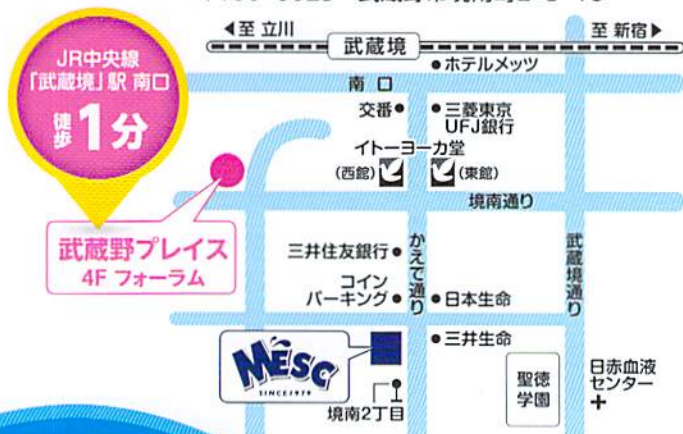 ◀至 立川
武蔵境
至 新宿▶
ホテルメッツ
JR中央線
「武蔵境」駅 南口
徒歩 1分
南 口
交番
三菱東京
UFJ銀行
イトーヨーカ堂
(西館)
(東館)
境南通り
武蔵野プレイス
4F フォーラム
三井住友銀行
かえで通り
武蔵境通り
コイン
パーキング
日本生命
三井生命
MESC
SINCE1979
境南2丁目
聖徳
学園
日赤血液
センター